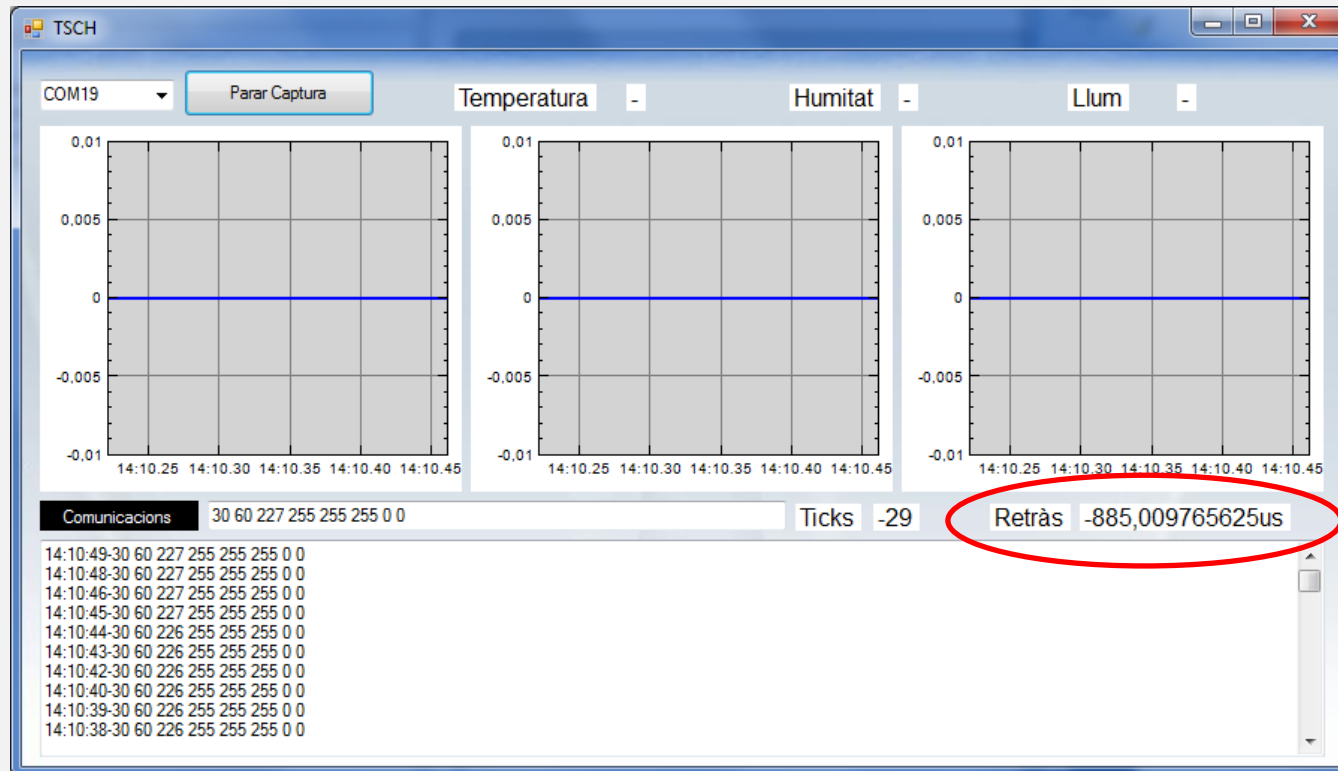 TSCH
COM19 Parar Captura Temperatura - Humitat - Llum -
0,01
0,005
0
-0,005
-0,01
14:10.25 14:10.30 14:10.35 14:10.40 14:10.45
0,01
0,005
0
-0,005
-0,01
14:10.25 14:10.30 14:10.35 14:10.40 14:10.45
0,01
0,005
0
-0,005
-0,01
14:10.25 14:10.30 14:10.35 14:10.40 14:10.45
Comunicacions 30 60 227 255 255 255 0 0 Ticks -29 Retràs -885,009765625us
14:10:49-30 60 227 255 255 255 0 0
14:10:48-30 60 227 255 255 255 0 0
14:10:46-30 60 227 255 255 255 0 0
14:10:45-30 60 227 255 255 255 0 0
14:10:44-30 60 226 255 255 255 0 0
14:10:43-30 60 226 255 255 255 0 0
14:10:42-30 60 226 255 255 255 0 0
14:10:40-30 60 226 255 255 255 0 0
14:10:39-30 60 226 255 255 255 0 0
14:10:38-30 60 226 255 255 255 0 0